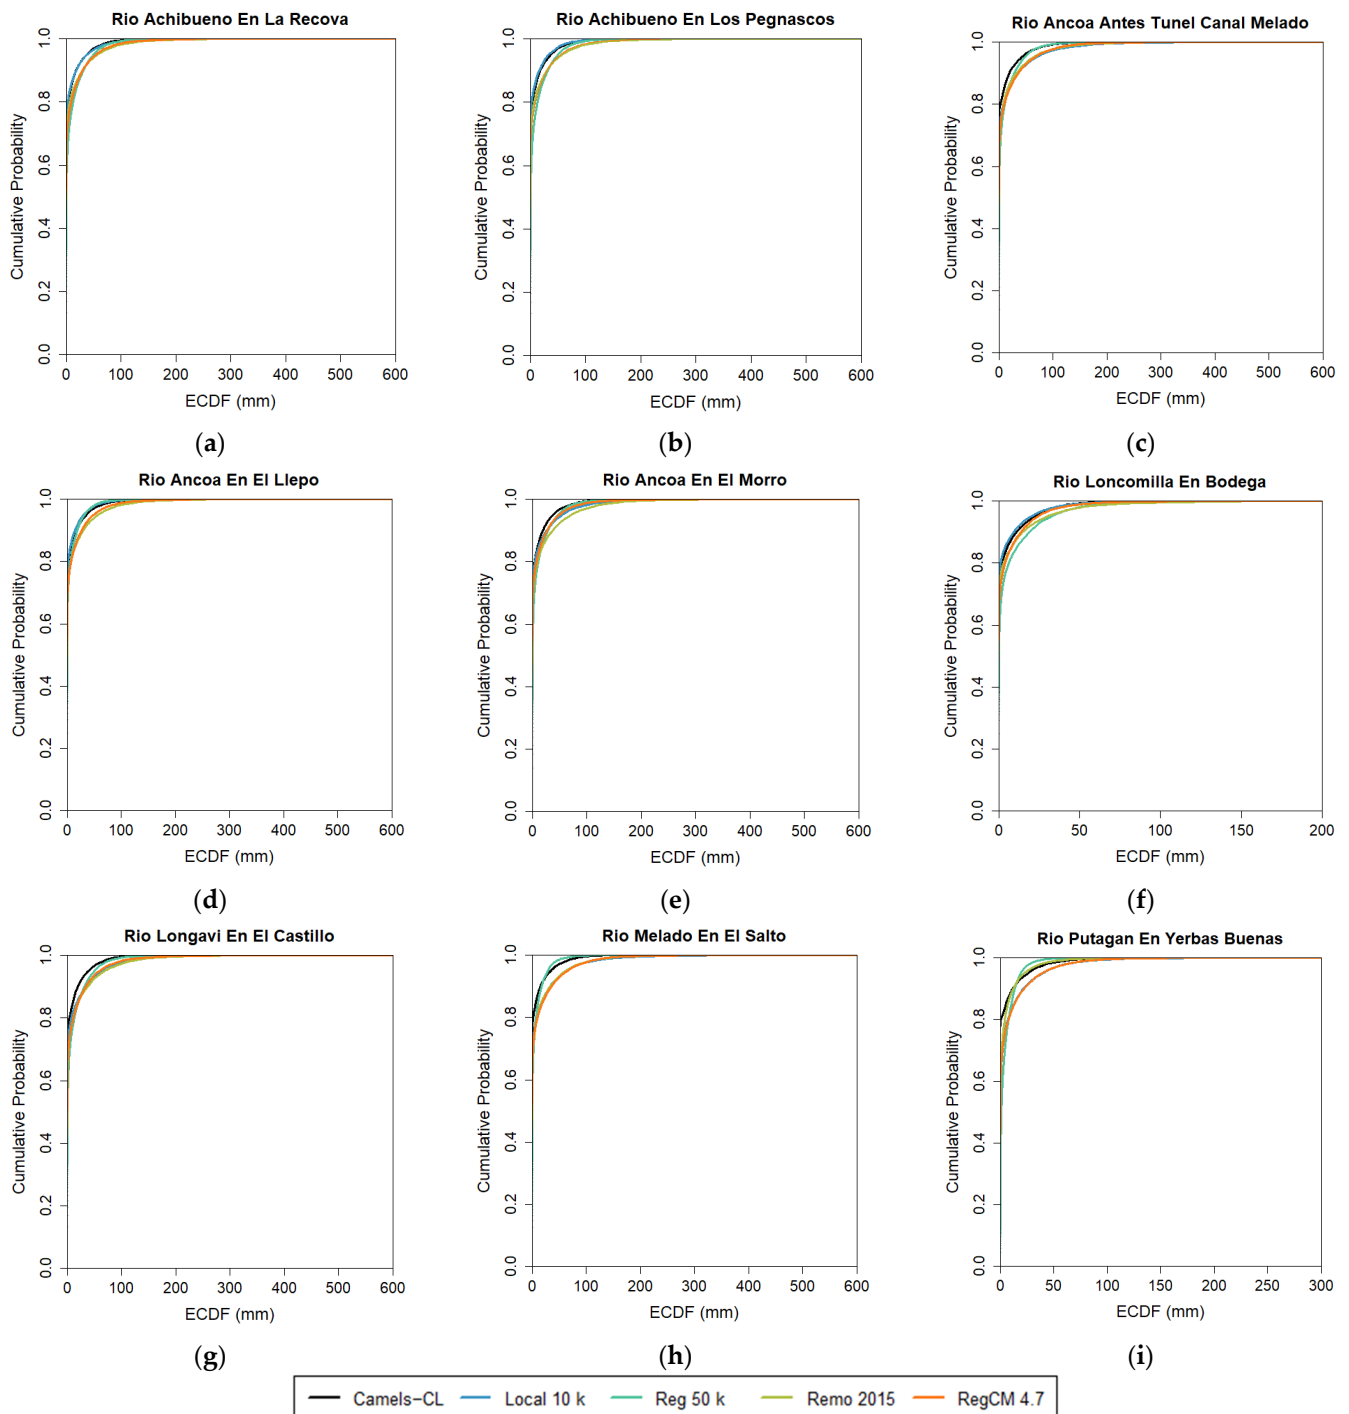 Rio Achibueno En La Recova
Cumulative Probability
0.0 0.2 0.4 0.6 0.8 1.0
0 100 200 300 400 500 600
ECDF (mm)
(a)
Rio Achibueno En Los Pegnascos
Cumulative Probability
0.0 0.2 0.4 0.6 0.8 1.0
0 100 200 300 400 500 600
ECDF (mm)
(b)
Rio Ancoa Antes Tunel Canal Melado
Cumulative Probability
0.0 0.2 0.4 0.6 0.8 1.0
0 100 200 300 400 500 600
ECDF (mm)
(c)
Rio Ancoa En El Llepo
Cumulative Probability
0.0 0.2 0.4 0.6 0.8 1.0
0 100 200 300 400 500 600
ECDF (mm)
(d)
Rio Ancoa En El Morro
Cumulative Probability
0.0 0.2 0.4 0.6 0.8 1.0
0 100 200 300 400 500 600
ECDF (mm)
(e)
Rio Loncomilla En Bodega
Cumulative Probability
0.0 0.2 0.4 0.6 0.8 1.0
0 50 100 150 200
ECDF (mm)
(f)
Rio Longavi En El Castillo
Cumulative Probability
0.0 0.2 0.4 0.6 0.8 1.0
0 100 200 300 400 500 600
ECDF (mm)
(g)
Rio Melado En El Salto
Cumulative Probability
0.0 0.2 0.4 0.6 0.8 1.0
0 100 200 300 400 500 600
ECDF (mm)
(h)
Rio Putagan En Yerbas Buenas
Cumulative Probability
0.0 0.2 0.4 0.6 0.8 1.0
0 50 100 150 200 250 300
ECDF (mm)
(i)
Camels−CL Local 10 k Reg 50 k Remo 2015 RegCM 4.7